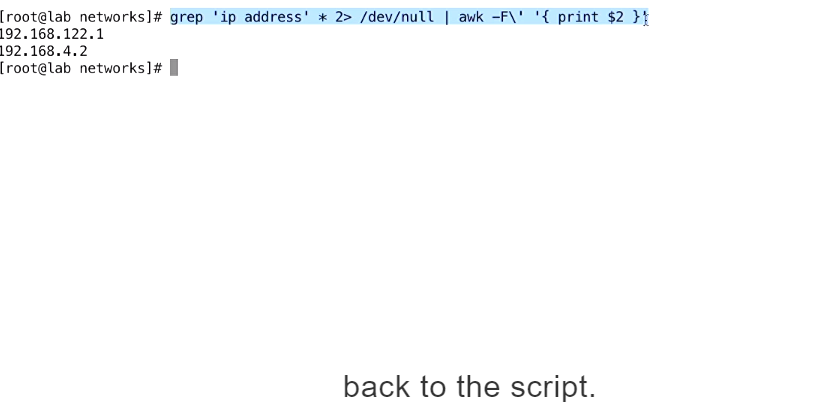 [root@lab networks]# grep 'ip address' * 2> /dev/null | awk -F\' '{ print $2 }'
192.168.122.1
192.168.4.2
[root@lab networks]#
back to the script.